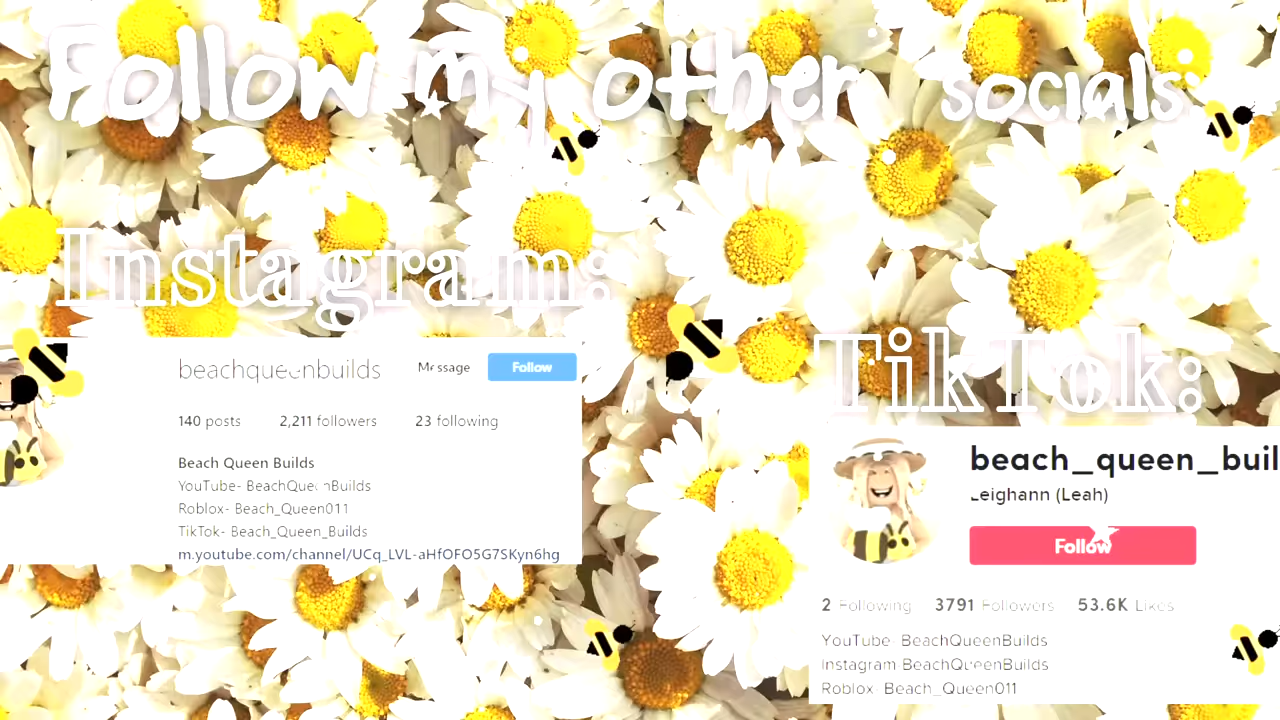 Follow my other socials:
Instagram:
beachqueenbuilds Message Follow
140 posts 2,211 followers 23 following
Beach Queen Builds
YouTube- BeachQueenBuilds
Roblox- Beach_Queen011
TikTok- Beach_Queen_Builds
m.youtube.com/channel/UCq_LVL-aHfOFO5G7SKyn6hg
TikTok:
beach_queen_buil
Leighann (Leah)
Follow
2 Following 3791 Followers 53.6K Likes
YouTube- BeachQueenBuilds
Instagram-BeachQueenBuilds
Roblox- Beach_Queen011